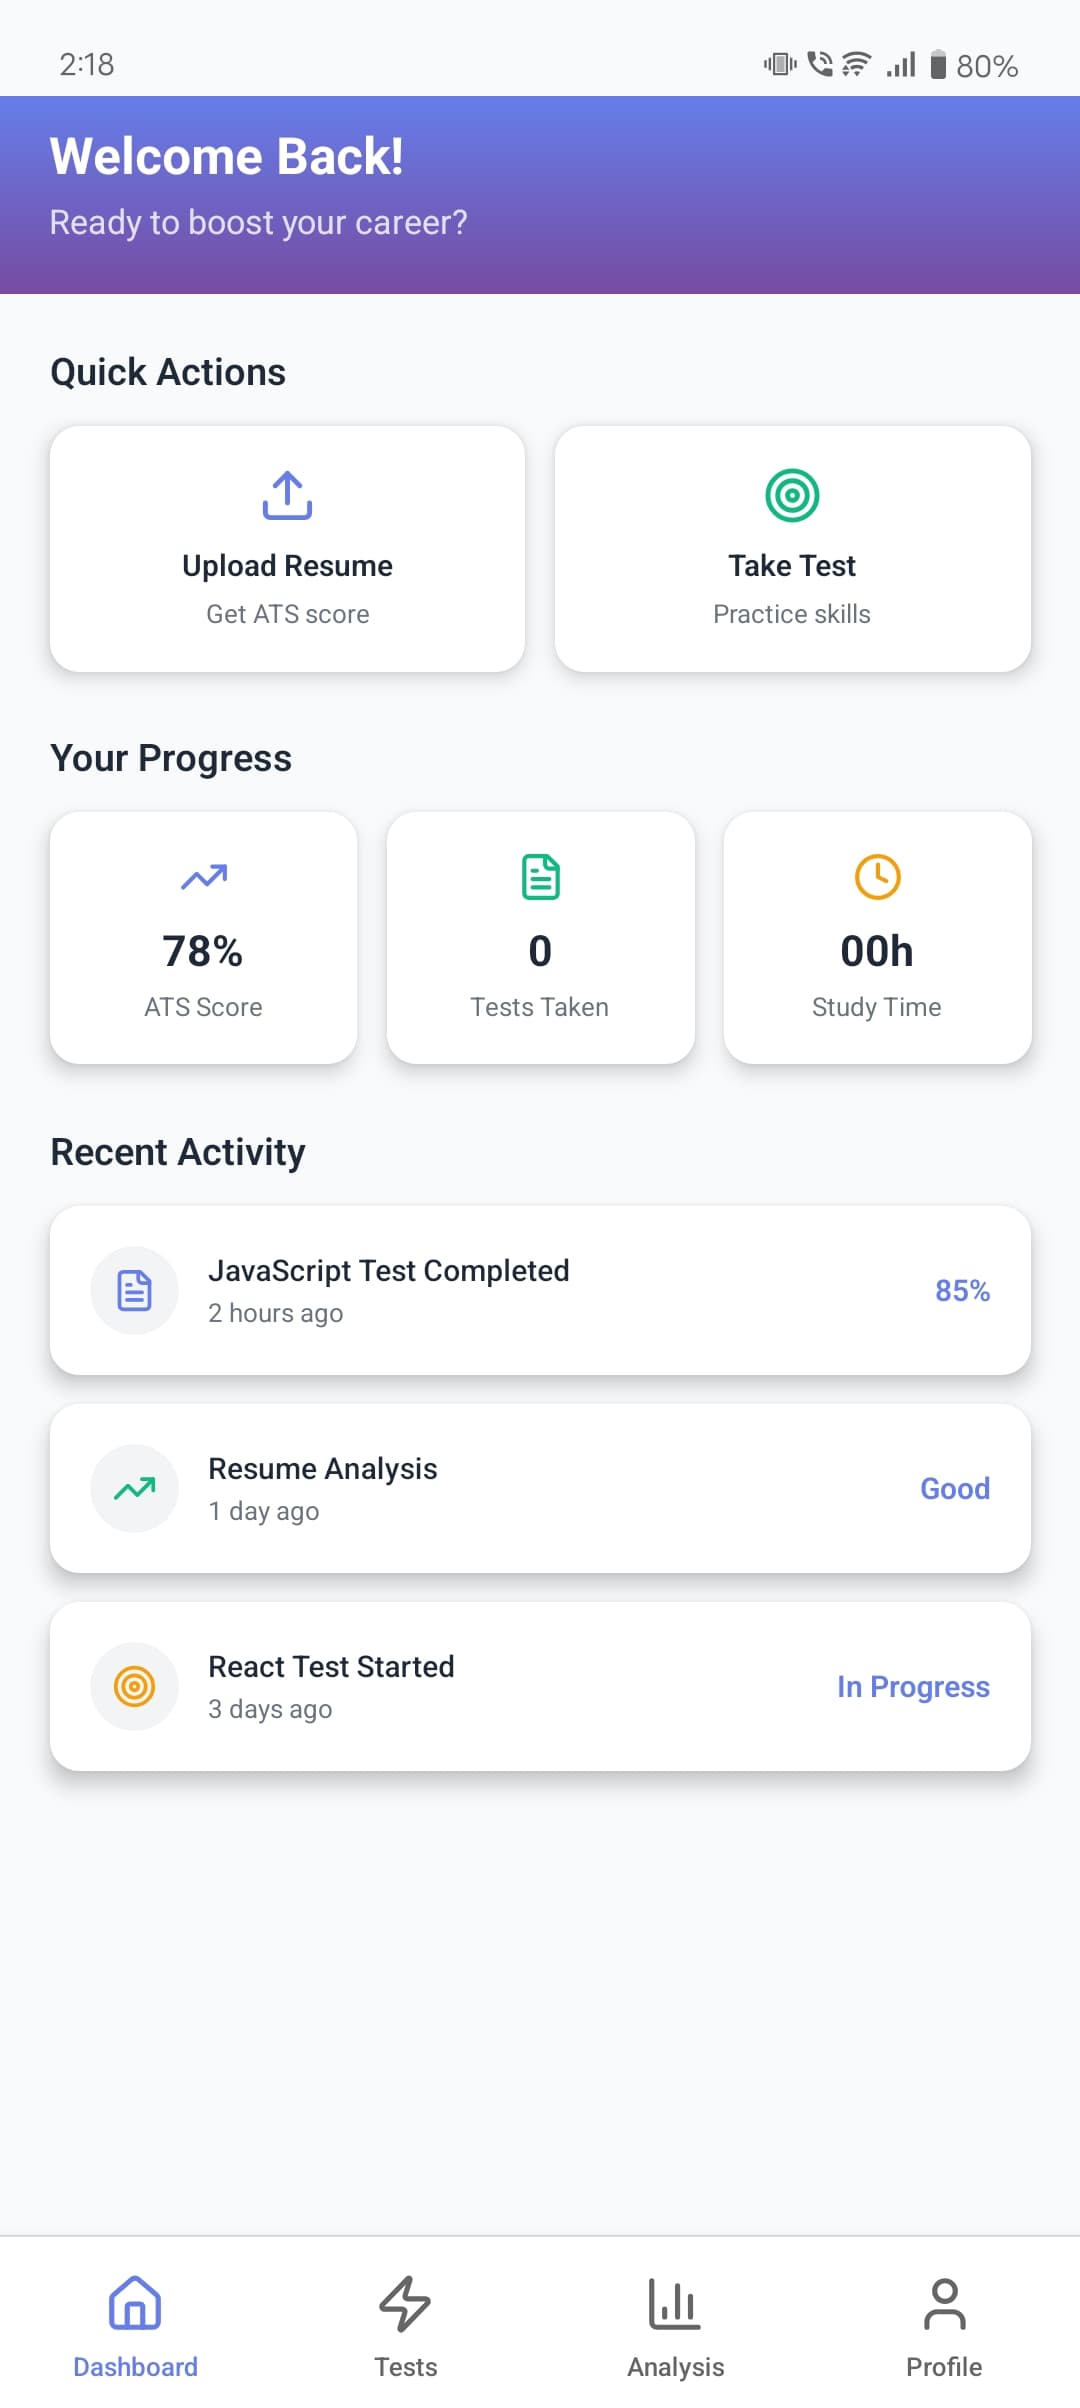 2:18
80%
Welcome Back!
Ready to boost your career?
Quick Actions
Upload Resume
Get ATS score
Take Test
Practice skills
Your Progress
78%
ATS Score
0
Tests Taken
00h
Study Time
Recent Activity
JavaScript Test Completed
2 hours ago
85%
Resume Analysis
1 day ago
Good
React Test Started
3 days ago
In Progress
Dashboard
Tests
Analysis
Profile